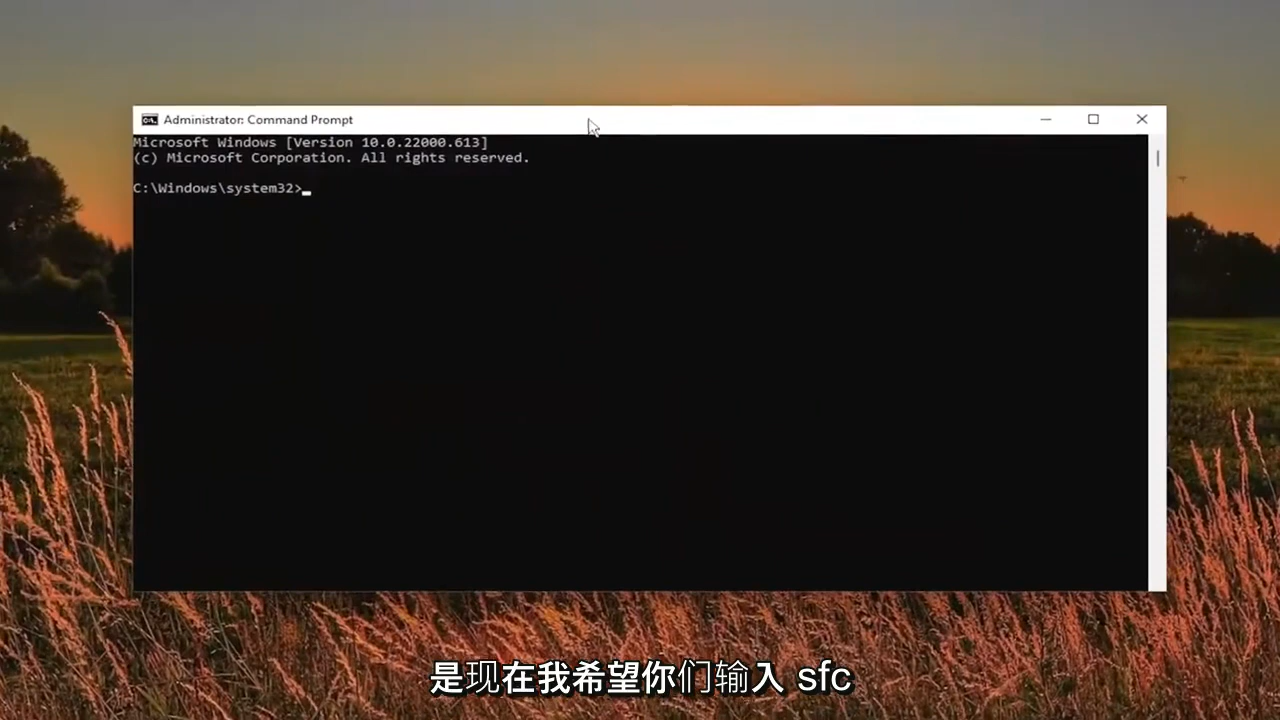 Administrator: Command Prompt
Microsoft Windows [Version 10.0.22000.613]
(c) Microsoft Corporation. All rights reserved.
C:\Windows\system32>
是现在我希望你们输入 sfc